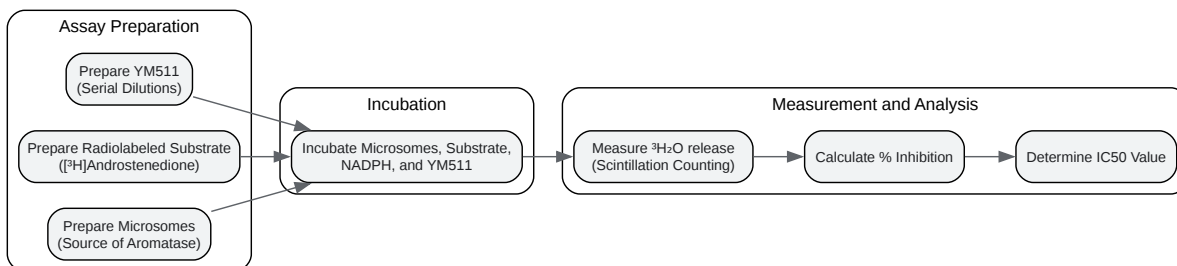 Assay Preparation
Prepare YM511
(Serial Dilutions)
Prepare Radiolabeled Substrate
([³H]Androstenedione)
Prepare Microsomes
(Source of Aromatase)
Incubation
Incubate Microsomes, Substrate,
NADPH, and YM511
Measurement and Analysis
Measure ³H₂O release
(Scintillation Counting)
Calculate % Inhibition
Determine IC50 Value